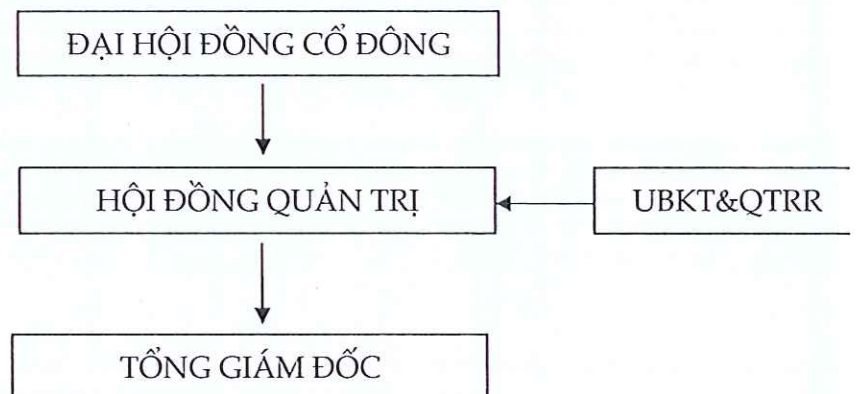 ĐẠI HỘI ĐỒNG CỔ ĐÔNG
HỘI ĐỒNG QUẢN TRỊ
UBKT&QTRR
TỔNG GIÁM ĐỐC